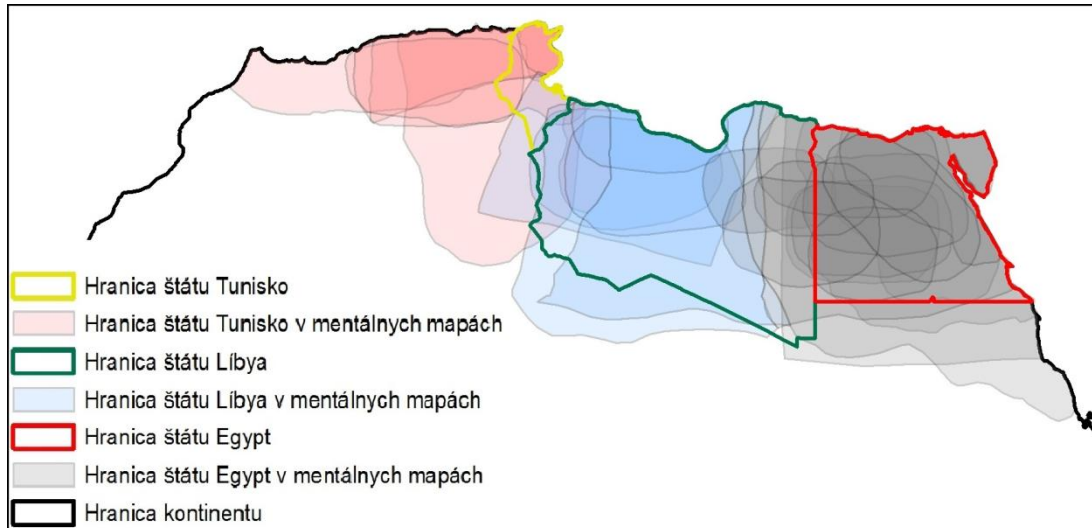 Hranica štátu Tunisko
Hranica štátu Tunisko v mentálnych mapách
Hranica štátu Líbya
Hranica štátu Líbya v mentálnych mapách
Hranica štátu Egypt
Hranica štátu Egypt v mentálnych mapách
Hranica kontinentu